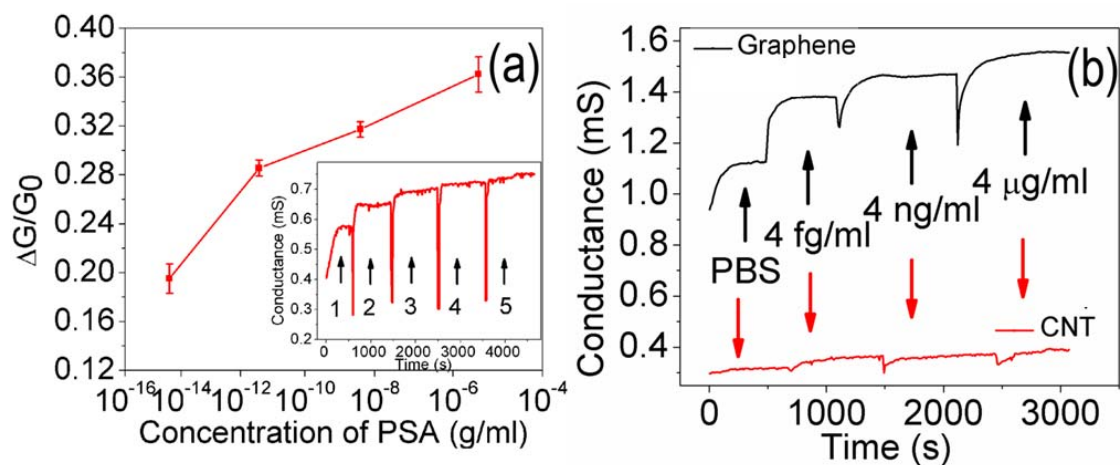 (a)
ΔG/G0
0.40
0.36
0.32
0.28
0.24
0.20
0.16
0.12
10-16
10-14
10-12
10-10
10-8
10-6
10-4
Concentration of PSA (g/ml)
Conductance (mS)
0.7
0.6
0.5
0.4
0.3
1
2
3
4
5
0 1000 2000 3000 4000
Time (s)
(b)
Graphene
Conductance (mS)
1.6
1.4
1.2
1.0
0.8
0.6
0.4
PBS
4 fg/ml
4 ng/ml
4 μg/ml
CNT
0 1000 2000 3000
Time (s)